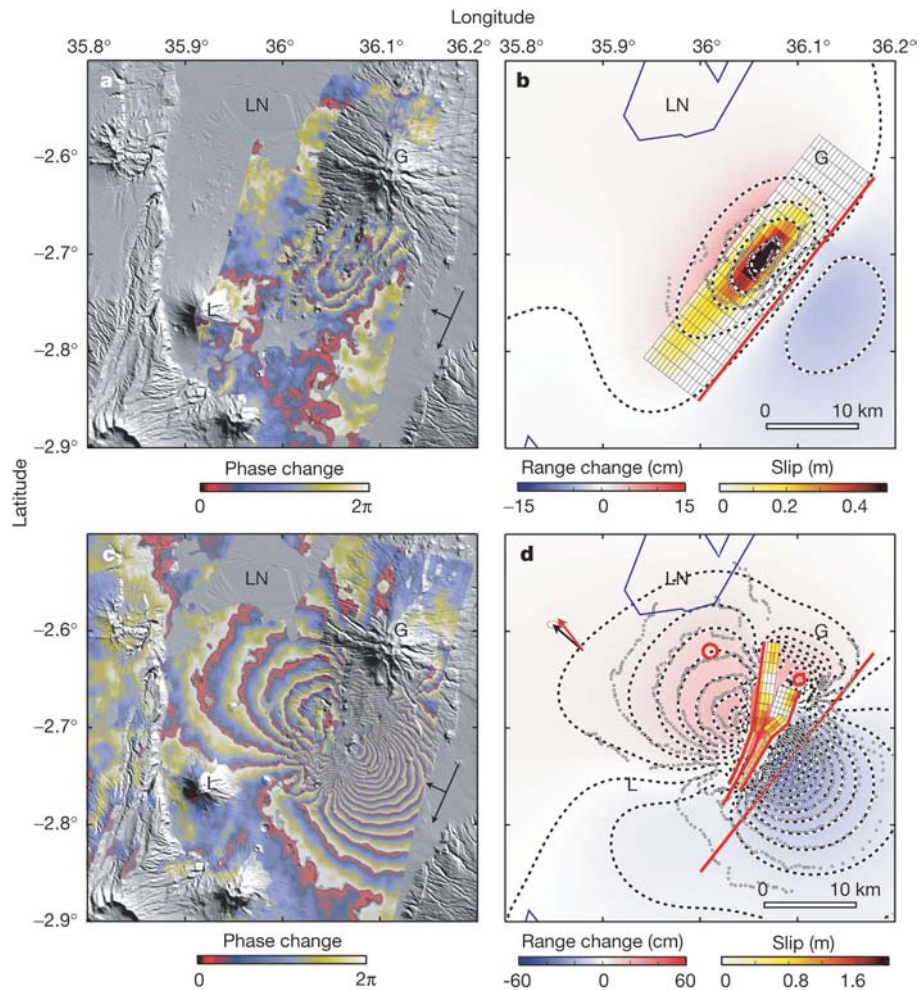 Longitude
35.8° 35.9° 36° 36.1° 36.2° 35.8° 35.9° 36° 36.1° 36.2°
a
b
LN
LN
G
G
L
−2.6°
−2.7°
−2.8°
−2.9°
0 10 km
Phase change
0 2π
Range change (cm)
−15 0 15
Slip (m)
0 0.2 0.4
Latitude
c
d
LN
LN
G
G
L
L
−2.6°
−2.7°
−2.8°
−2.9°
0 10 km
Phase change
0 2π
Range change (cm)
-60 0 60
Slip (m)
0 0.8 1.6